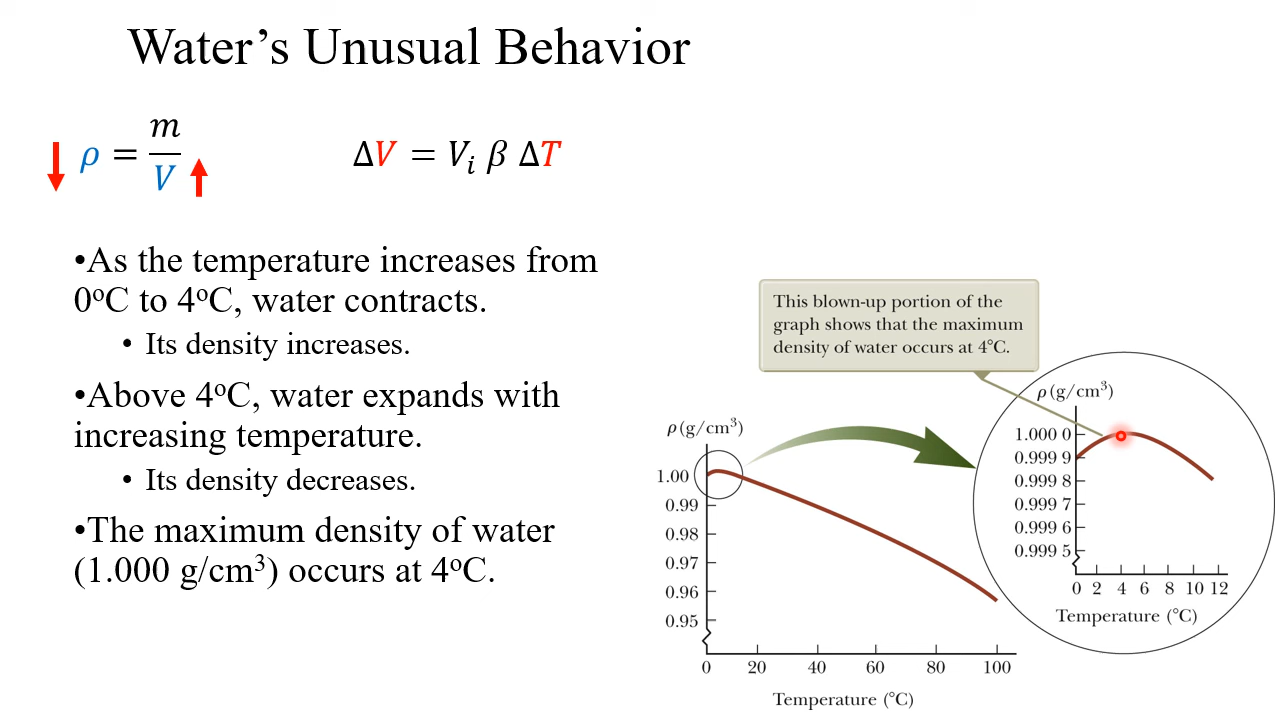 Water’s Unusual Behavior
ρ = m/V
ΔV = Vᵢ β ΔT
•As the temperature increases from
0ºC to 4ºC, water contracts.
• Its density increases.
•Above 4ºC, water expands with
increasing temperature.
• Its density decreases.
•The maximum density of water
(1.000 g/cm³) occurs at 4ºC.
This blown-up portion of the
graph shows that the maximum
density of water occurs at 4°C.
ρ (g/cm³)
1.00
0.99
0.98
0.97
0.96
0.95
0 20 40 60 80 100
Temperature (°C)
ρ (g/cm³)
1.000 0
0.999 9
0.999 8
0.999 7
0.999 6
0.999 5
0 2 4 6 8 10 12
Temperature (°C)